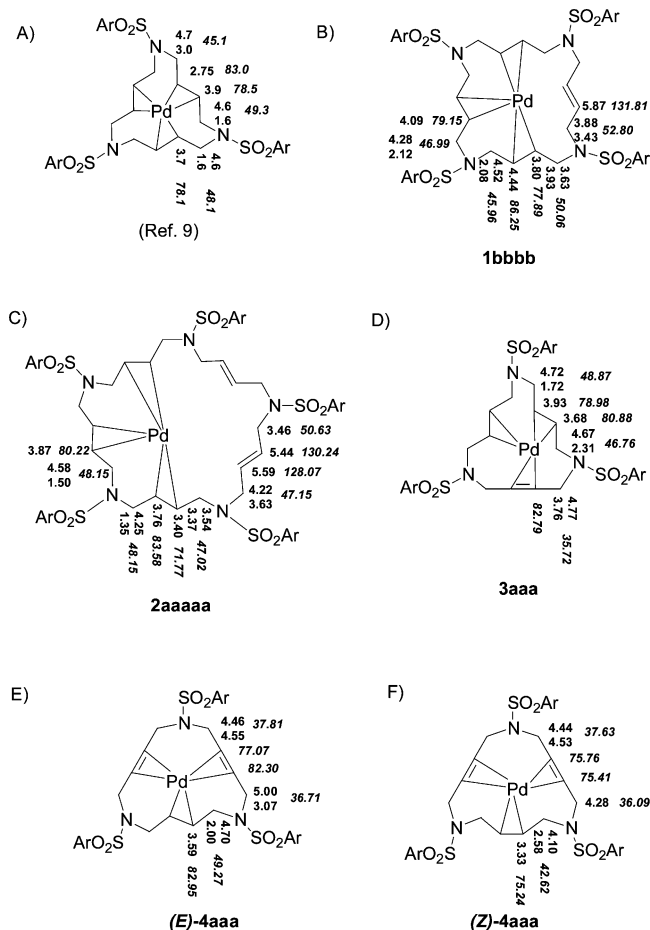 A)
SO2Ar
N
4.7 45.1
3.0
2.75 83.0
3.9 78.5
4.6 49.3
1.6
Pd
N
SO2Ar
N
ArO2S
3.7 78.1
1.6 4.6 48.1
(Ref. 9)
B)
ArO2S
N
SO2Ar
N
Pd
5.87 131.81
3.88 52.80
3.43
4.09 79.15
4.28 46.99
2.12
N
ArO2S
N
SO2Ar
2.08 4.52 45.96
4.44 86.25
3.80 77.89
3.93 3.63 50.06
1bbbb
C)
SO2Ar
N
ArO2S
N
N
SO2Ar
Pd
3.46 50.63
5.44 130.24
5.59 128.07
4.22 47.15
3.63
3.87 80.22
4.58 48.15
1.50
N
ArO2S
N
SO2Ar
1.35 4.25 48.15
3.76 83.58
3.40 71.77
3.37 3.54 47.02
2aaaaa
D)
SO2Ar
N
4.72 48.87
1.72
3.93 78.98
3.68 80.88
4.67 46.76
2.31
Pd
N
SO2Ar
N
ArO2S
82.79
3.76 4.77 35.72
3aaa
E)
SO2Ar
N
4.46 37.81
4.55
77.07
82.30
Pd
5.00 36.71
3.07
N
ArO2S
N
SO2Ar
3.59 82.95
2.00 4.70 49.27
(E)-4aaa
F)
SO2Ar
N
4.44 37.63
4.53
75.76
75.41
Pd
4.28 36.09
N
ArO2S
N
SO2Ar
3.33 75.24
2.58 4.10 42.62
(Z)-4aaa